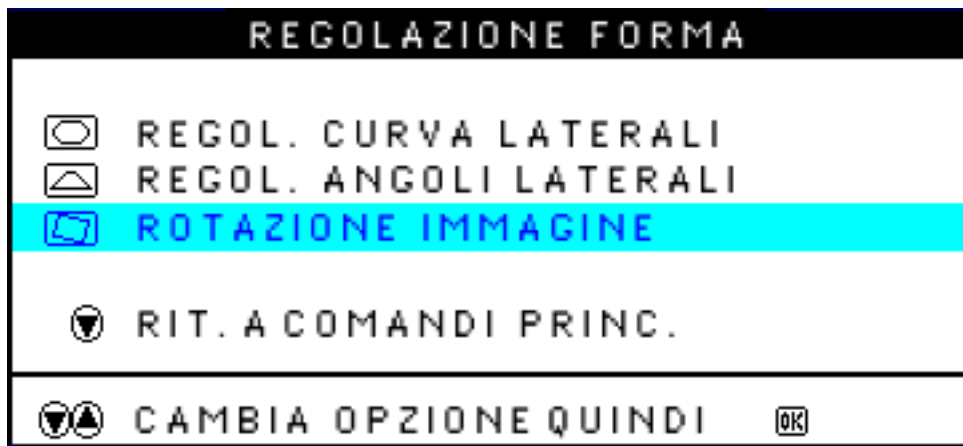 REGOLAZIONE FORMA
REGOL. CURVA LATERALI
REGOL. ANGOLI LATERALI
ROTAZIONE IMMAGINE
RIT. A COMANDI PRINC.
CAMBIA OPZIONE QUINDI OK